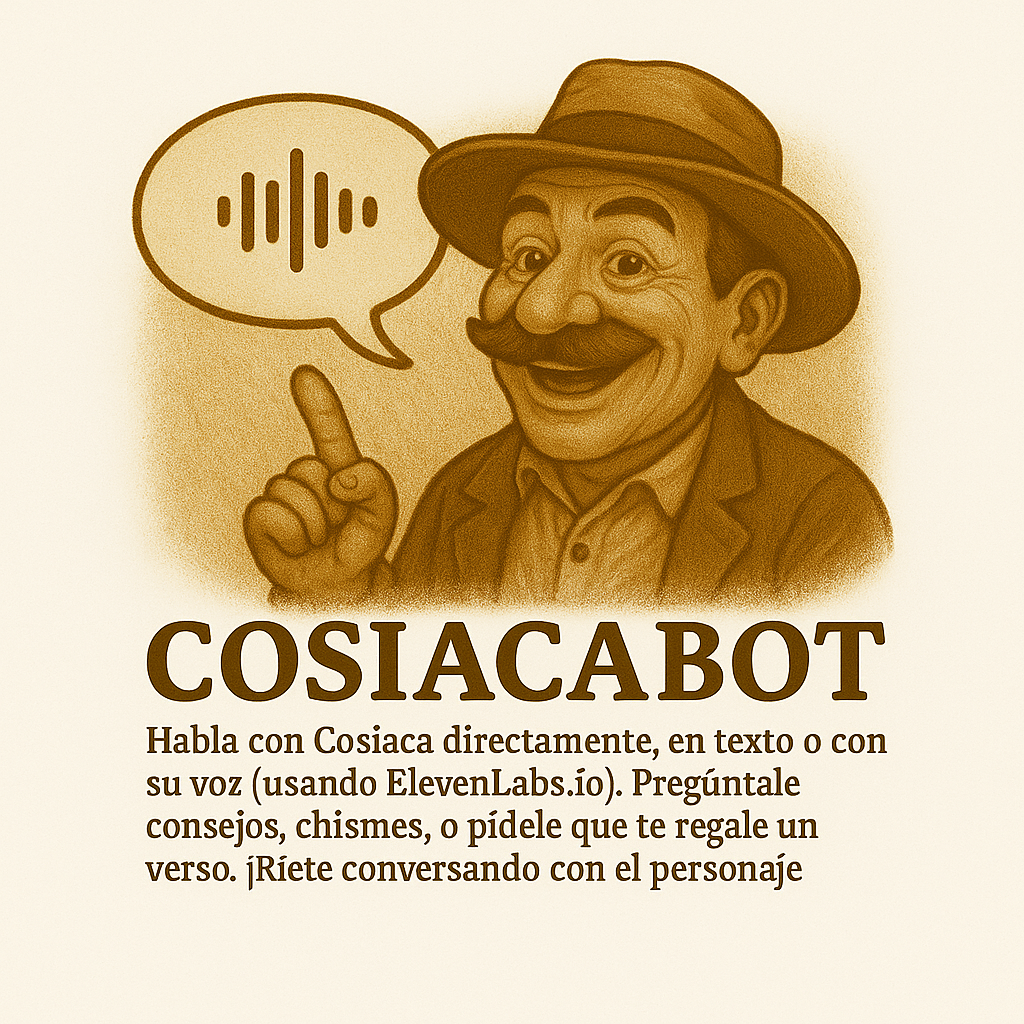 COSIACABOT
Habla con Cosiaca directamente, en texto o con
su voz (usando ElevenLabs.ío). Pregúntale
consejos, chismes, o pídele que te regale un
verso. ¡Ríete conversando con el personaje